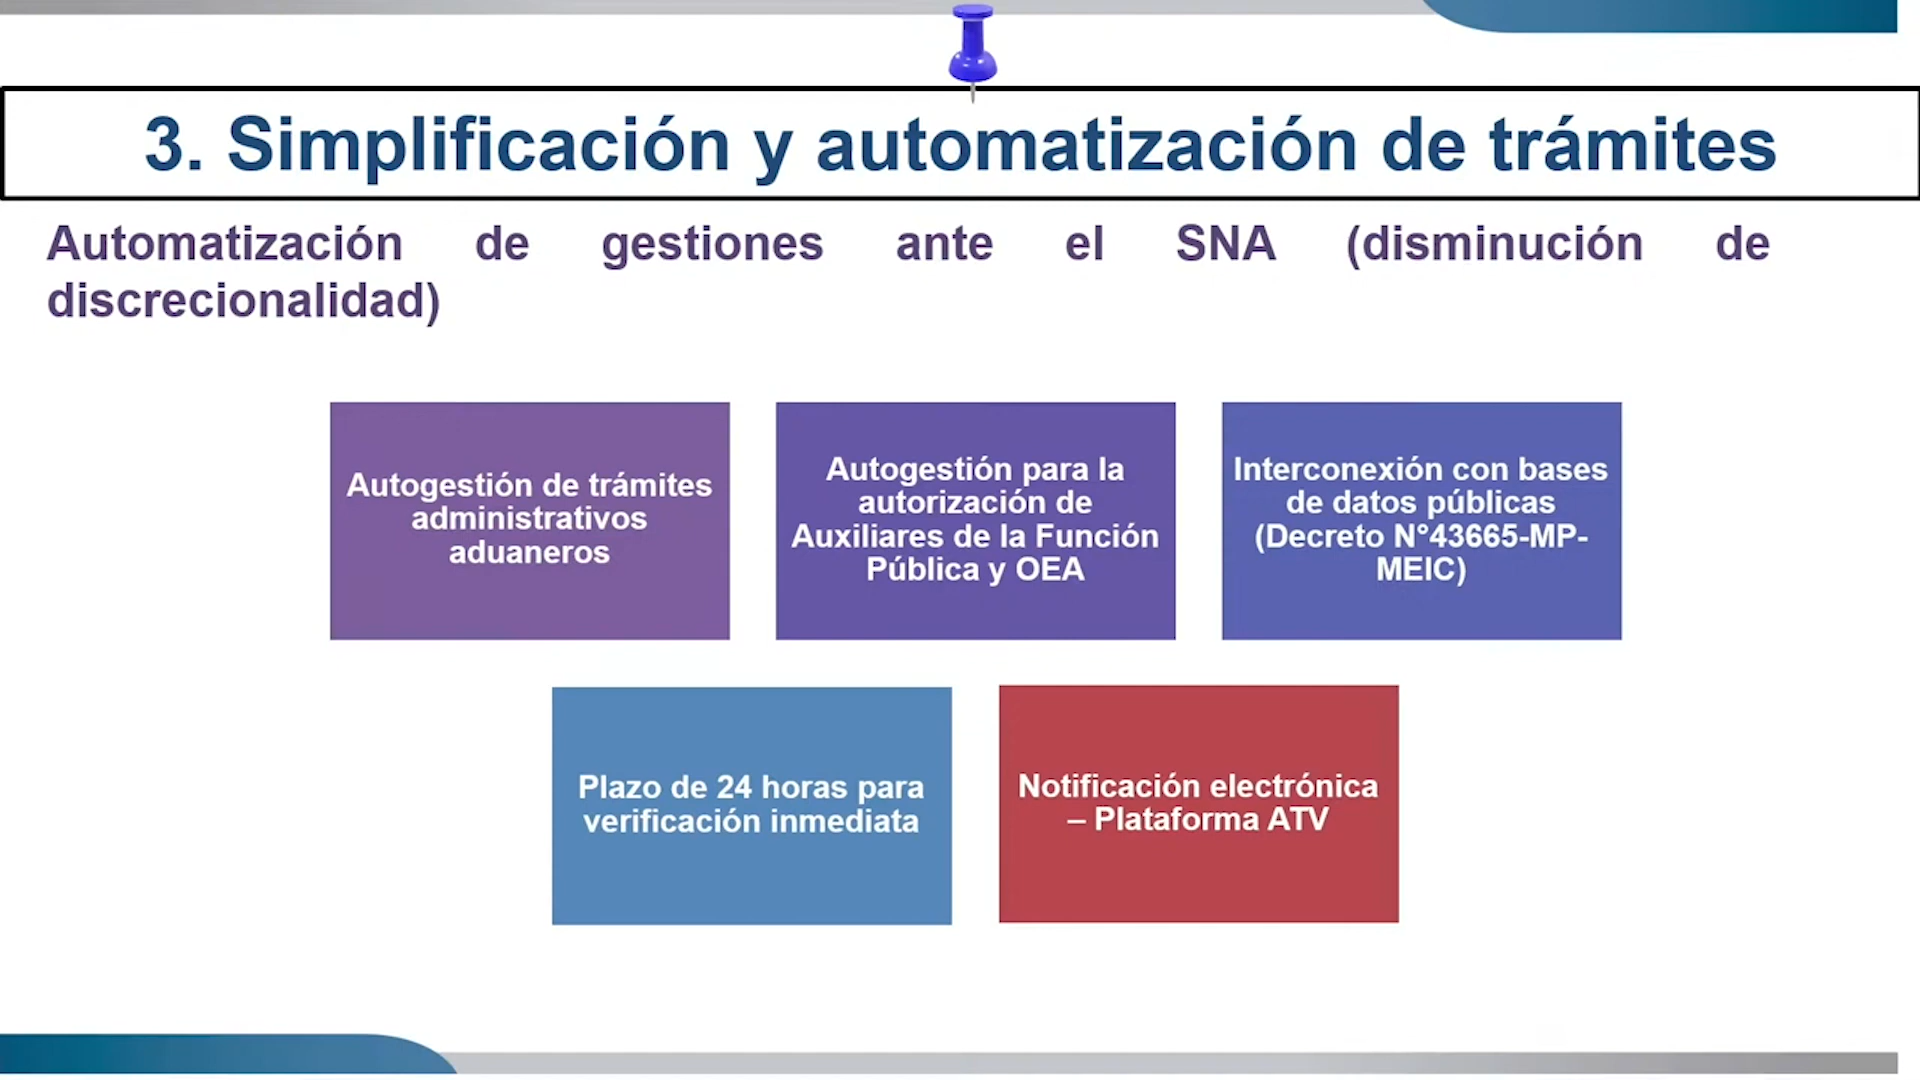 3. Simplificación y automatización de trámites
Automatización de gestiones ante el SNA (disminución de
discrecionalidad)
Autogestión de trámites
administrativos
aduaneros
Autogestión para la
autorización de
Auxiliares de la Función
Pública y OEA
Interconexión con bases
de datos públicas
(Decreto N°43665-MP-
MEIC)
Plazo de 24 horas para
verificación inmediata
Notificación electrónica
– Plataforma ATV